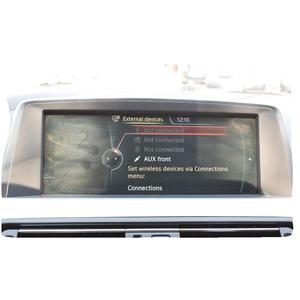 External devices 12:10
Not connected
Not connected
Not connected
AUX front
Set wireless devices via Connections
menu:
Connections